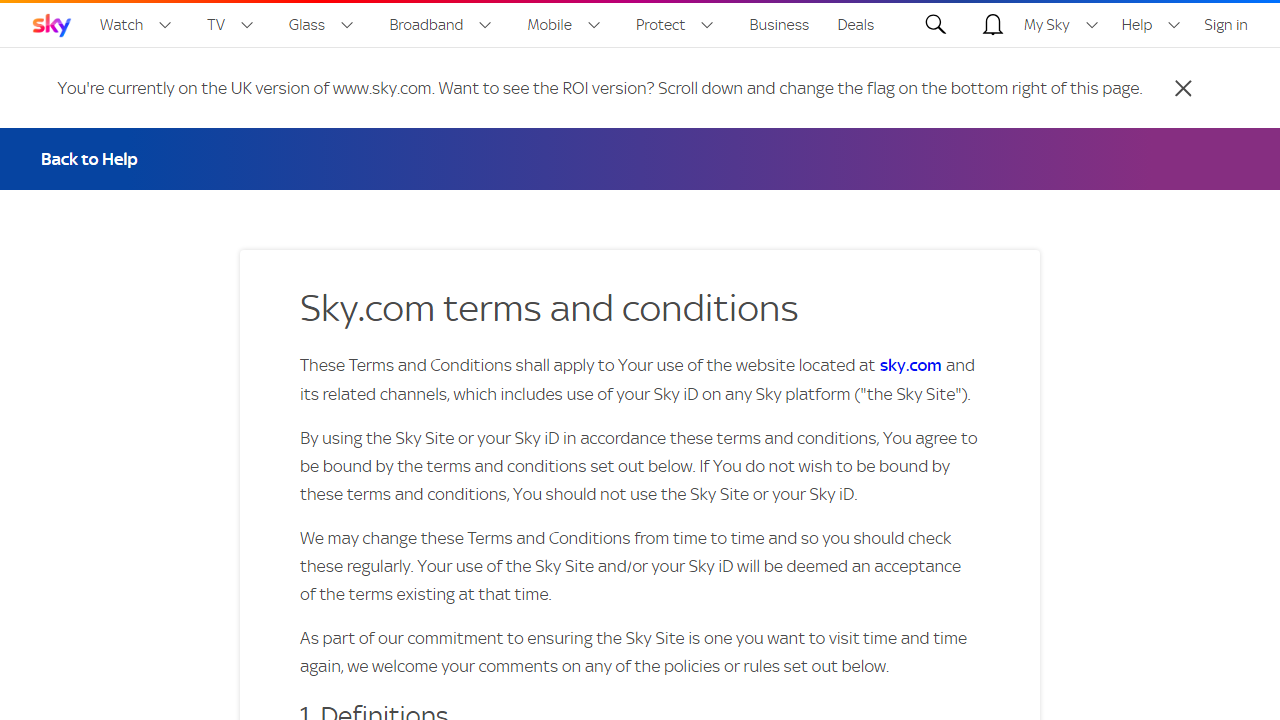 sky Watch TV Glass Broadband Mobile Protect Business Deals My Sky Help Sign in
You're currently on the UK version of www.sky.com. Want to see the ROI version? Scroll down and change the flag on the bottom right of this page.
Back to Help
Sky.com terms and conditions
These Terms and Conditions shall apply to Your use of the website located at sky.com and
its related channels, which includes use of your Sky iD on any Sky platform ("the Sky Site").
By using the Sky Site or your Sky iD in accordance these terms and conditions, You agree to
be bound by the terms and conditions set out below. If You do not wish to be bound by
these terms and conditions, You should not use the Sky Site or your Sky iD.
We may change these Terms and Conditions from time to time and so you should check
these regularly. Your use of the Sky Site and/or your Sky iD will be deemed an acceptance
of the terms existing at that time.
As part of our commitment to ensuring the Sky Site is one you want to visit time and time
again, we welcome your comments on any of the policies or rules set out below.
1. Definitions